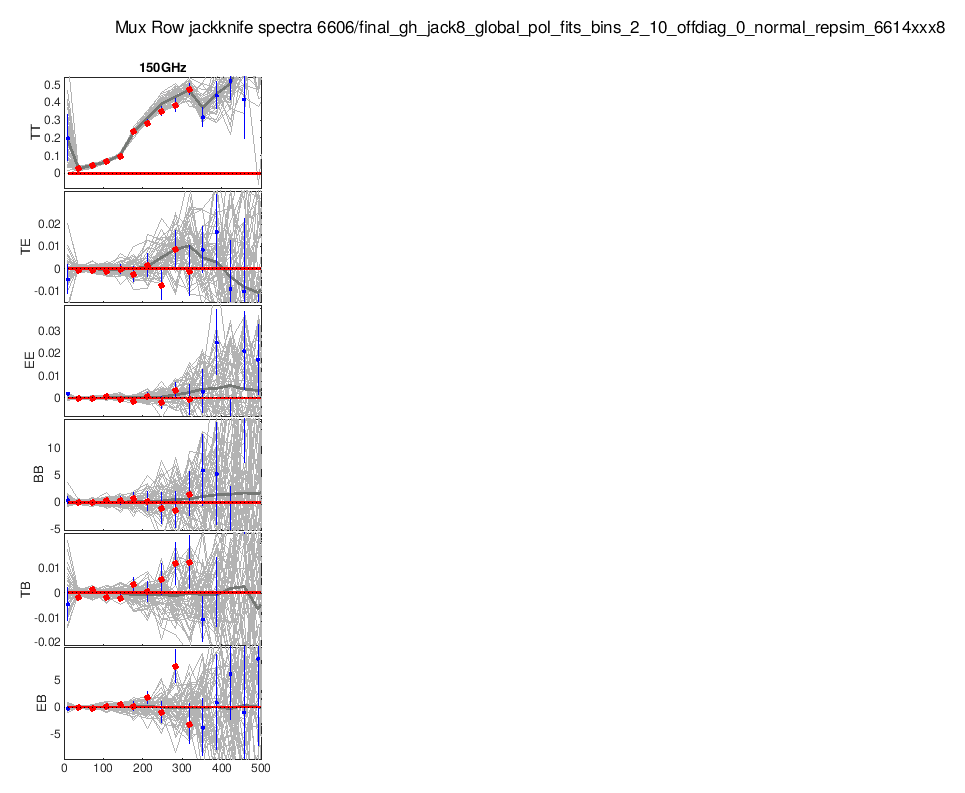 Mux Row jackknife spectra 6606/final_gh_jack8_global_pol_fits_bins_2_10_offdiag_0_normal_repsim_6614xxx8
150GHz
0.5
0.4
0.3
0.2
0.1
0
TT
0.02
0.01
0
-0.01
TE
0.03
0.02
0.01
0
EE
10
5
0
-5
BB
0.01
0
-0.01
-0.02
TB
5
0
-5
EB
0 100 200 300 400 500